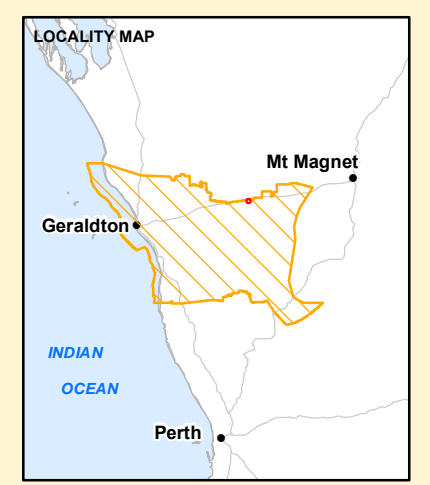 LOCALITY MAP
Mt Magnet
Geraldton
INDIAN
OCEAN
Perth